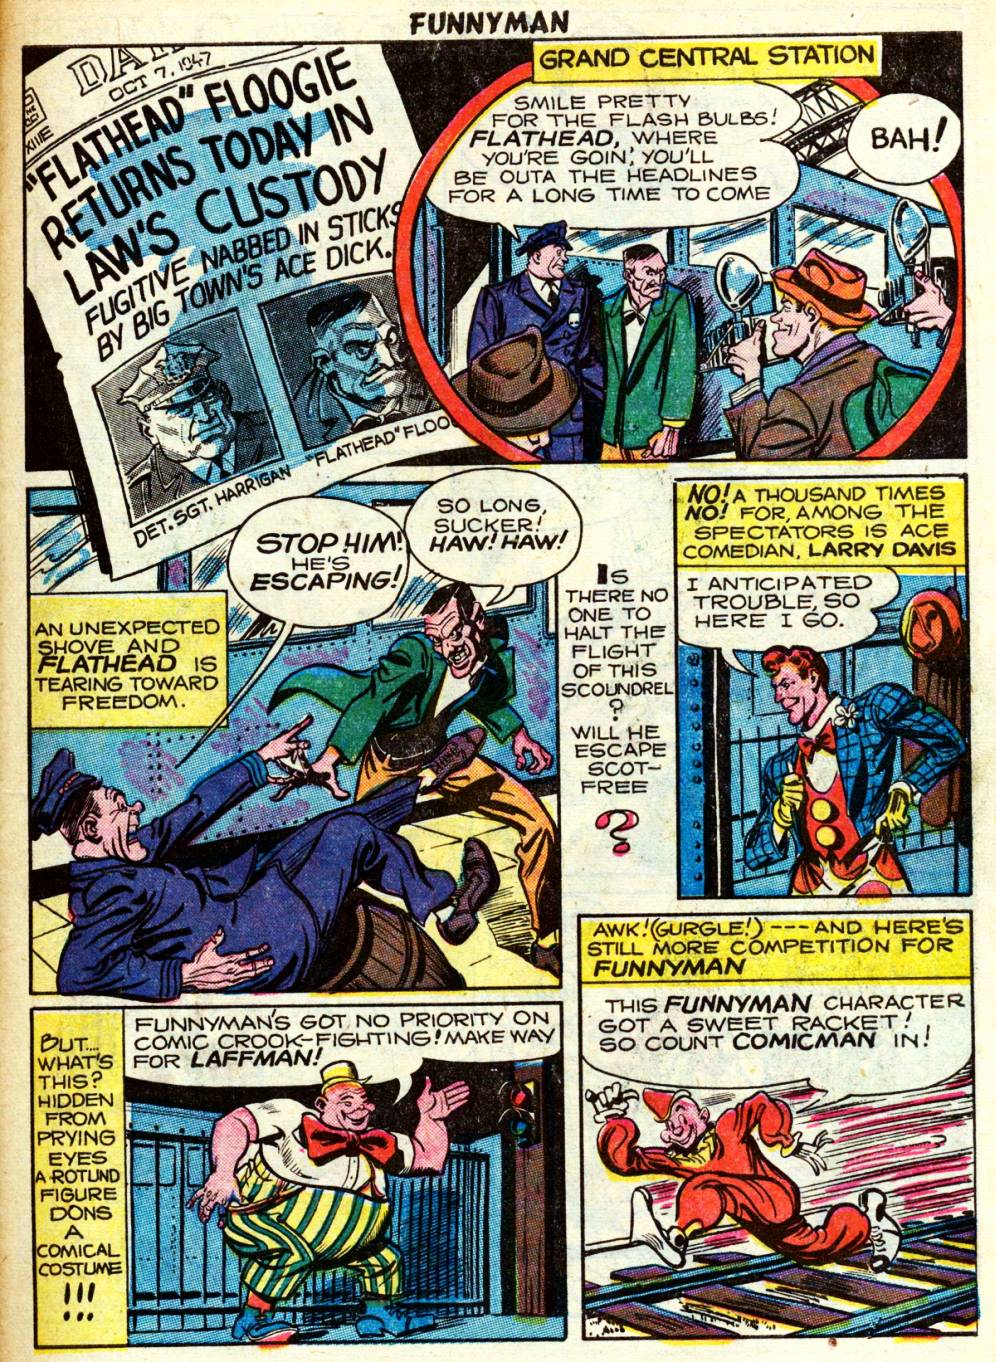 FUNNYMAN
OCT 7. 1947
"FLATHEAD" FLOOGIE
RETURNS TODAY IN
LAW'S CUSTODY
FUGITIVE NABBED IN STICKS
BY BIG TOWN'S ACE DICK.
DET. SGT. HARRIGAN
"FLATHEAD" FLOO
GRAND CENTRAL STATION
SMILE PRETTY
FOR THE FLASH BULBS!
FLATHEAD, WHERE
YOU'RE GOIN', YOU'LL
BE OUTA THE HEADLINES
FOR A LONG TIME TO COME
BAH!
AN UNEXPECTED
SHOVE AND
FLATHEAD IS
TEARING TOWARD
FREEDOM.
STOP HIM!
HE'S
ESCAPING!
SO LONG,
SUCKER!
HAW! HAW!
IS
THERE NO
ONE TO
HALT THE
FLIGHT
OF THIS
SCOUNDREL
?
WILL HE
ESCAPE
SCOT-
FREE
?
NO! A THOUSAND TIMES
NO! FOR, AMONG THE
SPECTATORS IS ACE
COMEDIAN, LARRY DAVIS
I ANTICIPATED
TROUBLE, SO
HERE I GO.
BUT....
WHAT'S
THIS?
HIDDEN
FROM
PRYING
EYES
A ROTUND
FIGURE
DONS
A
COMICAL
COSTUME
!!!
FUNNYMAN'S GOT NO PRIORITY ON
COMIC CROOK-FIGHTING! MAKE WAY
FOR LAFFMAN!
AWK! (GURGLE!) --- AND HERE'S
STILL MORE COMPETITION FOR
FUNNYMAN
THIS FUNNYMAN CHARACTER
GOT A SWEET RACKET!
SO COUNT COMICMAN IN!